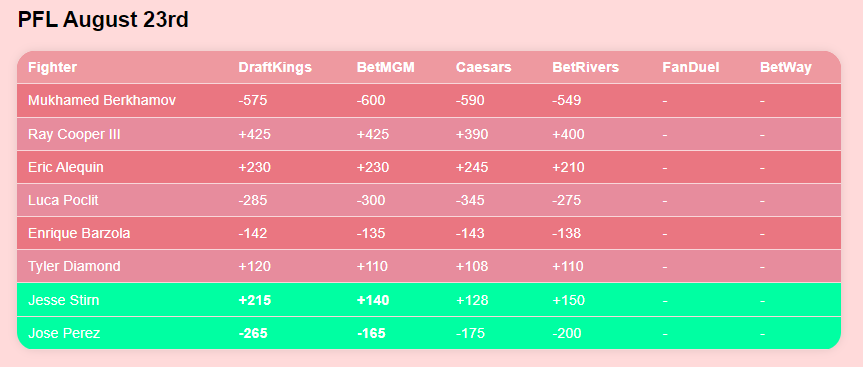 PFL August 23rd
Fighter DraftKings BetMGM Caesars BetRivers FanDuel BetWay
Mukhamed Berkhamov -575 -600 -590 -549 - -
Ray Cooper III +425 +425 +390 +400 - -
Eric Alequin +230 +230 +245 +210 - -
Luca Poclit -285 -300 -345 -275 - -
Enrique Barzola -142 -135 -143 -138 - -
Tyler Diamond +120 +110 +108 +110 - -
Jesse Stirn +215 +140 +128 +150 - -
Jose Perez -265 -165 -175 -200 - -